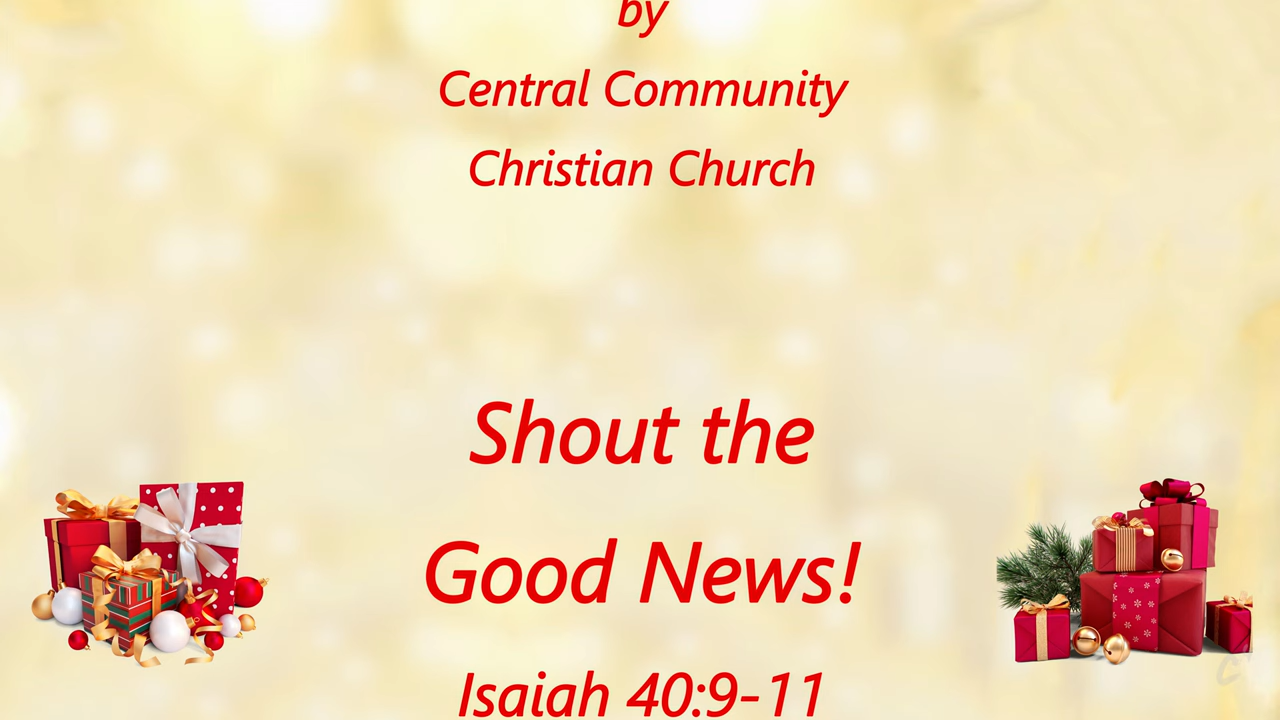 by
Central Community
Christian Church
Shout the
Good News!
Isaiah 40:9-11